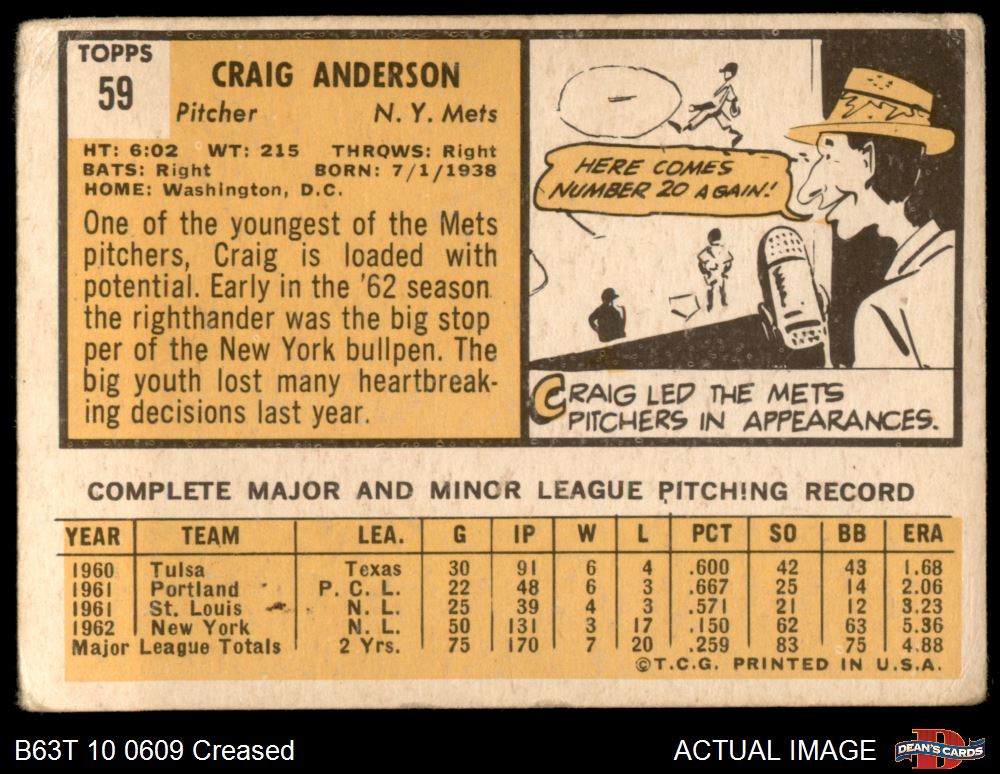 TOPPS
59
CRAIG ANDERSON
Pitcher N. Y. Mets
HT: 6:02 WT: 215 THROWS: Right
BATS: Right BORN: 7/1/1938
HOME: Washington, D.C.
One of the youngest of the Mets
pitchers, Craig is loaded with
potential. Early in the '62 season
the righthander was the big stop
per of the New York bullpen. The
big youth lost many heartbreak-
ing decisions last year.
HERE COMES
NUMBER 20 AGAIN!
CRAIG LED THE METS
PITCHERS IN APPEARANCES.
COMPLETE MAJOR AND MINOR LEAGUE PITCHING RECORD
YEAR TEAM LEA. G IP W L PCT SO BB ERA
1960 Tulsa Texas 30 91 6 4 .600 42 43 1.68
1961 Portland P. C. L. 22 48 6 3 .667 25 14 2.06
1961 St. Louis N. L. 25 39 4 3 .571 21 12 3.23
1962 New York N. L. 50 131 3 17 .150 62 63 5.36
Major League Totals 2 Yrs. 75 170 7 20 .259 83 75 4.88
©T.C.G. PRINTED IN U.S.A.
B63T 10 0609 Creased
ACTUAL IMAGE
DEAN'S CARDS